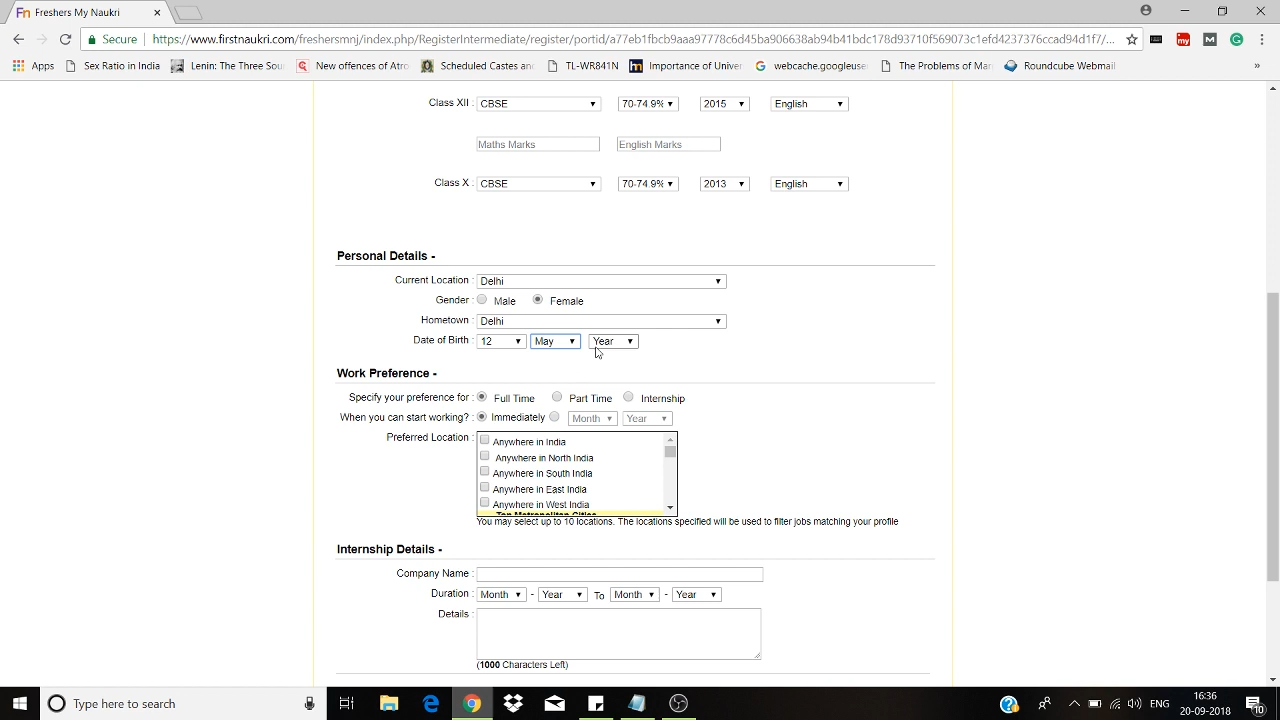 Freshers My Naukri
Secure https://www.firstnaukri.com/freshersmnj/index.php/RegisterIntermediate/register/portid/a77eb1fbcb9aaa97778c6d45ba906638ab94b41bdc178d93710f569073c1efd4237376ccad94d1f7/...
Apps Sex Ratio in India Lenin: The Three Sou New offences of Atro Scheduled Castes an TL-WR841N Importance of Univer webcache.googleuse The Problems of Mar Roundcube Webmail »
Class XII : CBSE 70-74.9% 2015 English
Maths Marks English Marks
Class X : CBSE 70-74.9% 2013 English
Personal Details -
Current Location : Delhi
Gender : Male Female
Hometown : Delhi
Date of Birth : 12 May Year
Work Preference -
Specify your preference for : Full Time Part Time Internship
When you can start working? : Immediately Month Year
Preferred Location : Anywhere in India
Anywhere in North India
Anywhere in South India
Anywhere in East India
Anywhere in West India
Top Metropolitan Cities
You may select up to 10 locations. The locations specified will be used to filter jobs matching your profile
Internship Details -
Company Name :
Duration : Month - Year To Month - Year
Details :
(1000 Characters Left)
Type here to search ENG 16:36
20-09-2018